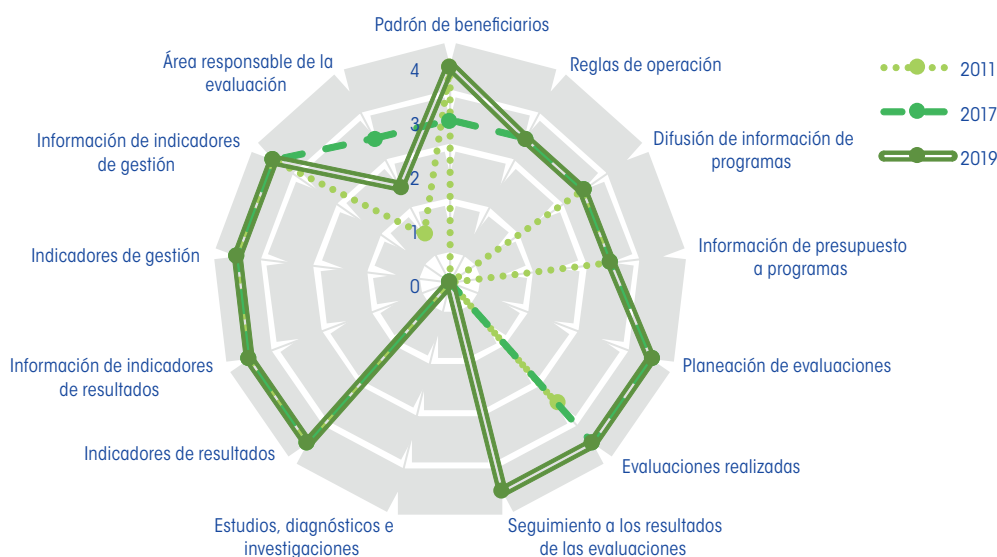 Padrón de beneficiarios
Reglas de operación
Difusión de información de
programas
Información de presupuesto
a programas
Planeación de evaluaciones
Evaluaciones realizadas
Seguimiento a los resultados
de las evaluaciones
Estudios, diagnósticos e
investigaciones
Indicadores de resultados
Información de indicadores
de resultados
Indicadores de gestión
Información de indicadores
de gestión
Área responsable de la
evaluación
4
3
2
1
0
2011
2017
2019